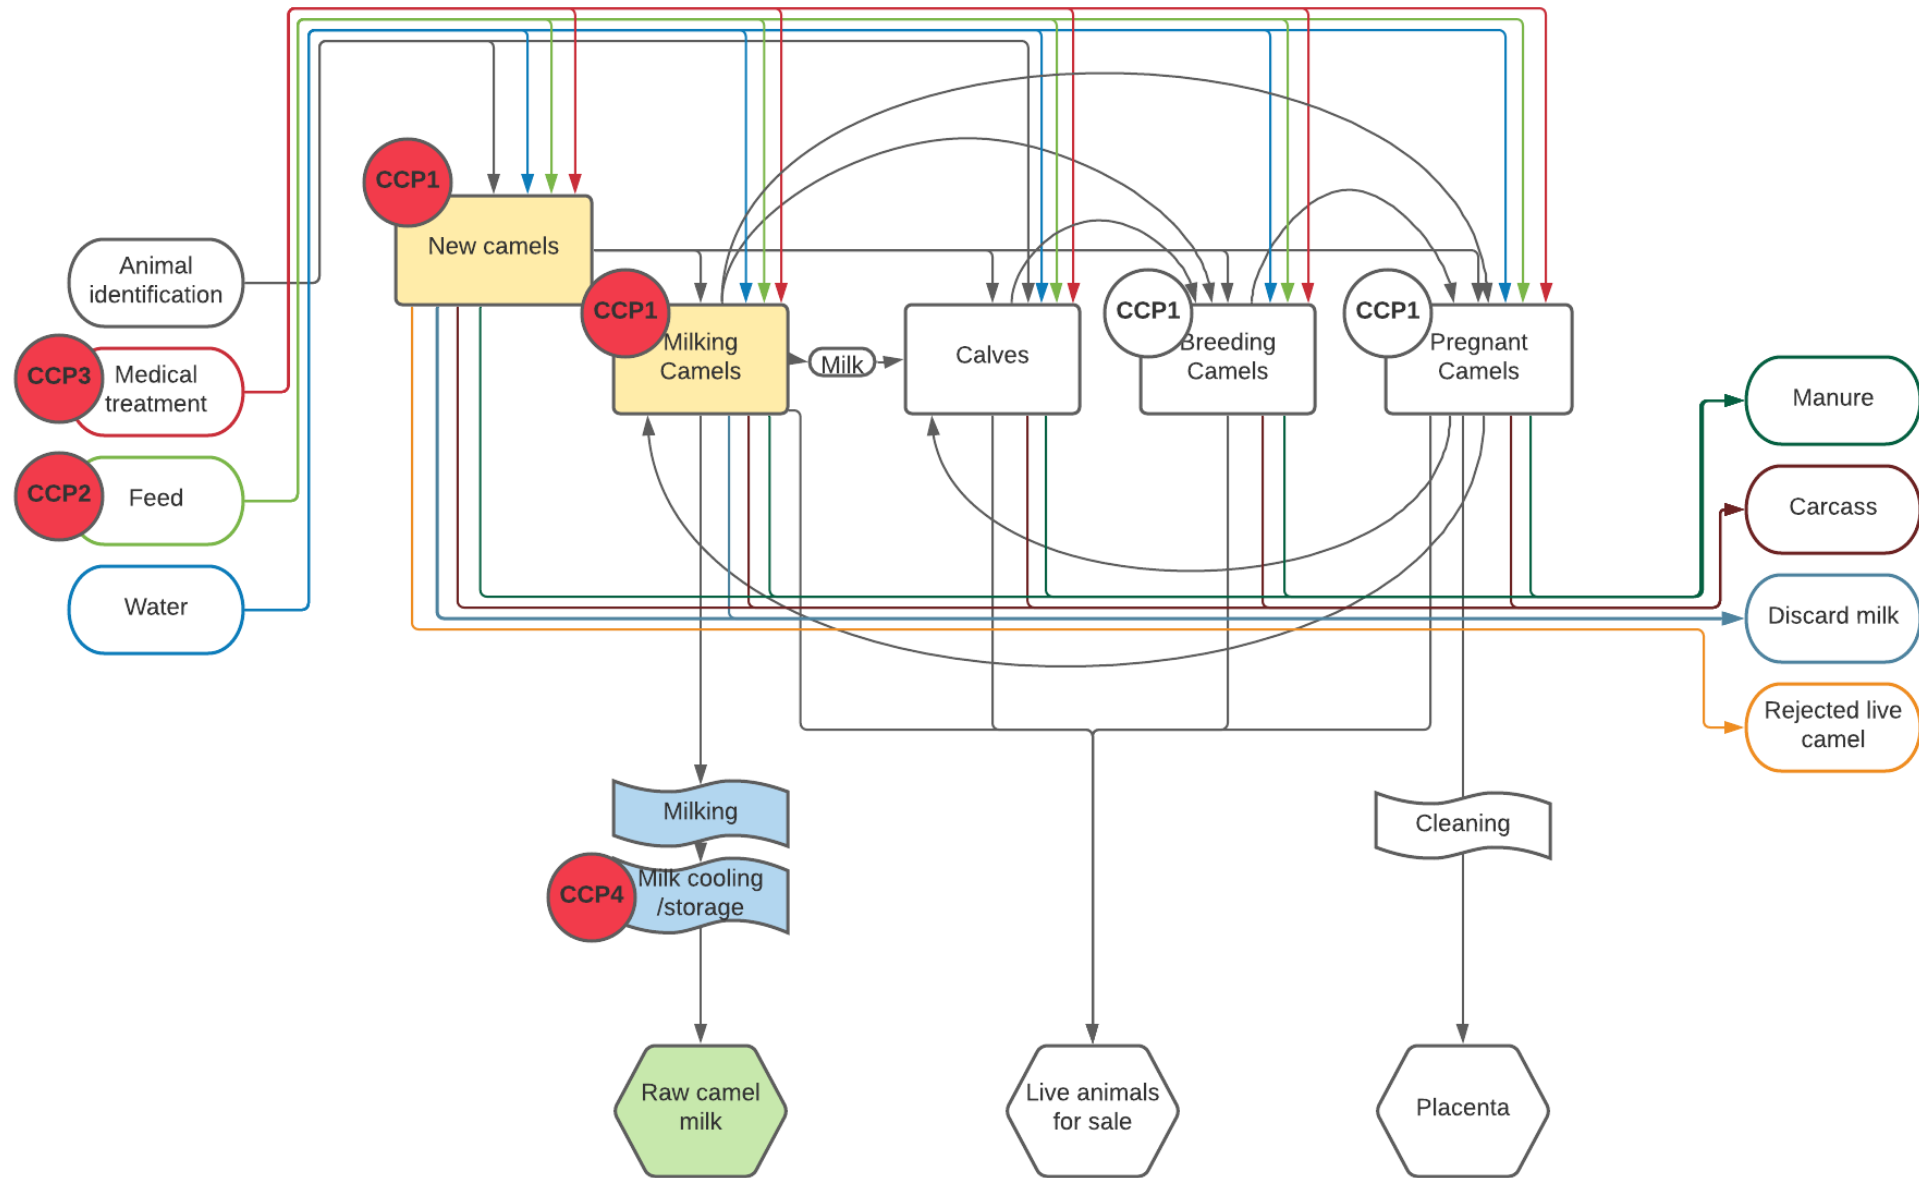 CCP1
New camels
Animal
identification
CCP3
Medical
treatment
CCP2
Feed
Water
CCP1
Milking
Camels
Milk
Calves
CCP1
Breeding
Camels
CCP1
Pregnant
Camels
Manure
Carcass
Discard milk
Rejected live
camel
Milking
CCP4
Milk cooling
/storage
Cleaning
Raw camel
milk
Live animals
for sale
Placenta